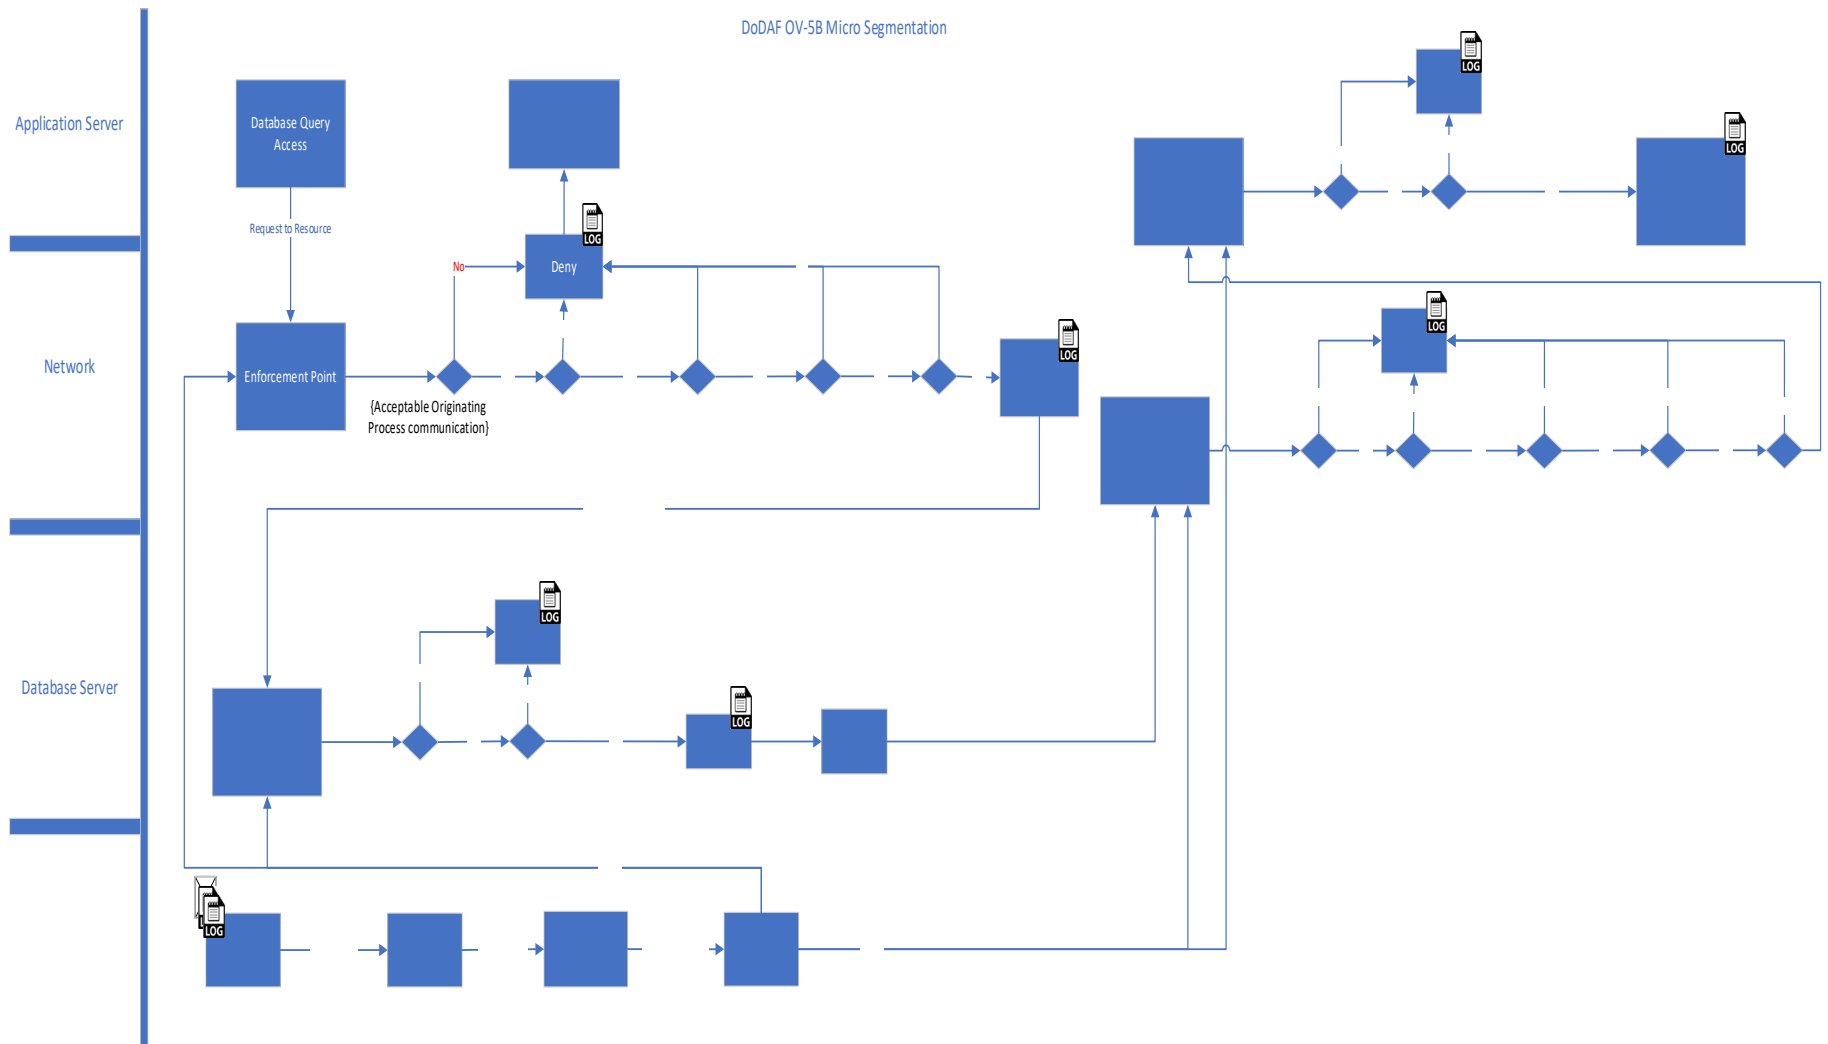 DoDAF OV-5B Micro Segmentation
LOG
Application Server
Database Query
Access
LOG
Request to Resource
LOG
No
Deny
LOG
LOG
Network
Enforcement Point
{Acceptable Originating
Process communication}
LOG
Database Server
LOG
LOG